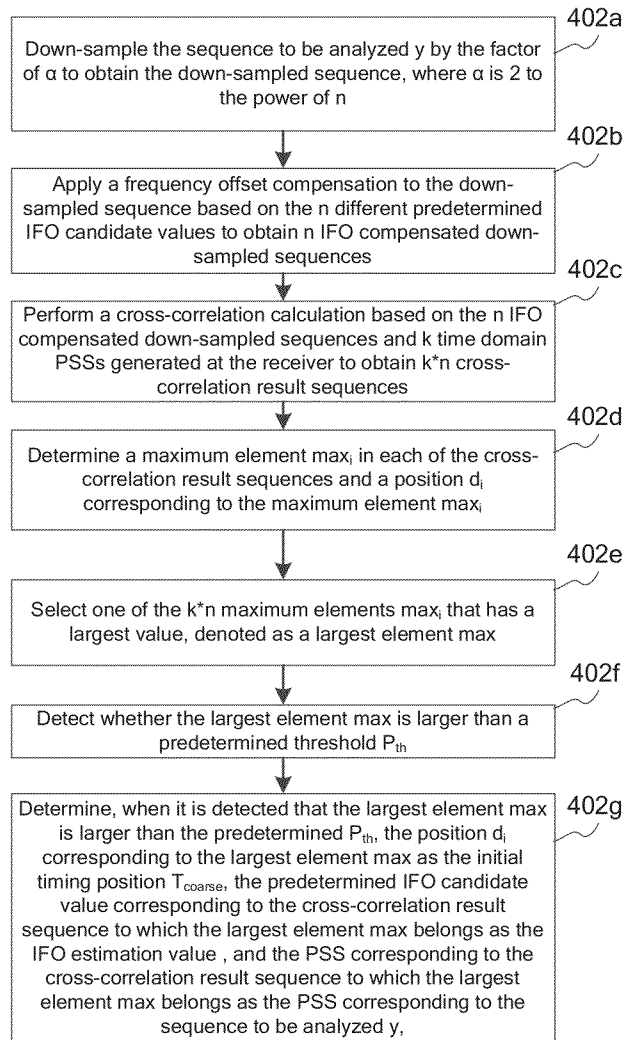 402a
Down-sample the sequence to be analyzed y by the factor
of α to obtain the down-sampled sequence, where α is 2 to
the power of n
402b
Apply a frequency offset compensation to the down-
sampled sequence based on the n different predetermined
IFO candidate values to obtain n IFO compensated down-
sampled sequences
402c
Perform a cross-correlation calculation based on the n IFO
compensated down-sampled sequences and k time domain
PSSs generated at the receiver to obtain k*n cross-
correlation result sequences
402d
Determine a maximum element maxᵢ in each of the cross-
correlation result sequences and a position dᵢ
corresponding to the maximum element maxᵢ
402e
Select one of the k*n maximum elements maxᵢ that has a
largest value, denoted as a largest element max
402f
Detect whether the largest element max is larger than a
predetermined threshold Pth
402g
Determine, when it is detected that the largest element max
is larger than the predetermined Pth, the position dᵢ
corresponding to the largest element max as the initial
timing position Tcoarse, the predetermined IFO candidate
value corresponding to the cross-correlation result
sequence to which the largest element max belongs as the
IFO estimation value , and the PSS corresponding to the
cross-correlation result sequence to which the largest
element max belongs as the PSS corresponding to the
sequence to be analyzed y,